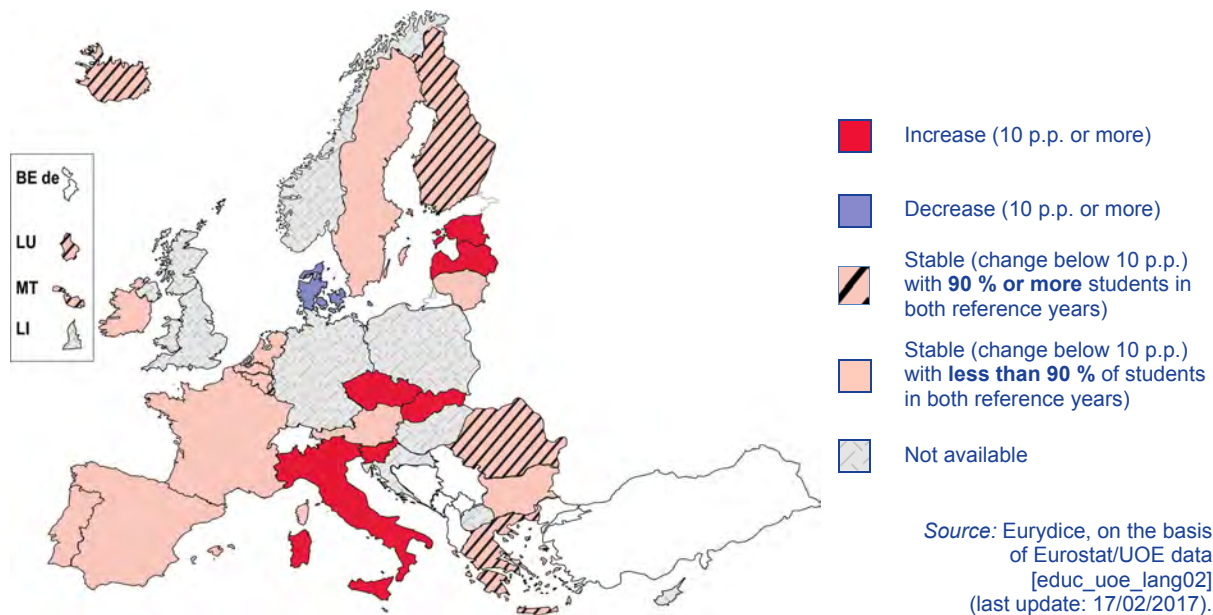 BE de
LU
MT
LI
Increase (10 p.p. or more)
Decrease (10 p.p. or more)
Stable (change below 10 p.p.)
with 90 % or more students in
both reference years)
Stable (change below 10 p.p.)
with less than 90 % of students
in both reference years)
Not available
Source: Eurydice, on the basis
of Eurostat/UOE data
[educ_uoe_lang02]
(last update: 17/02/2017).